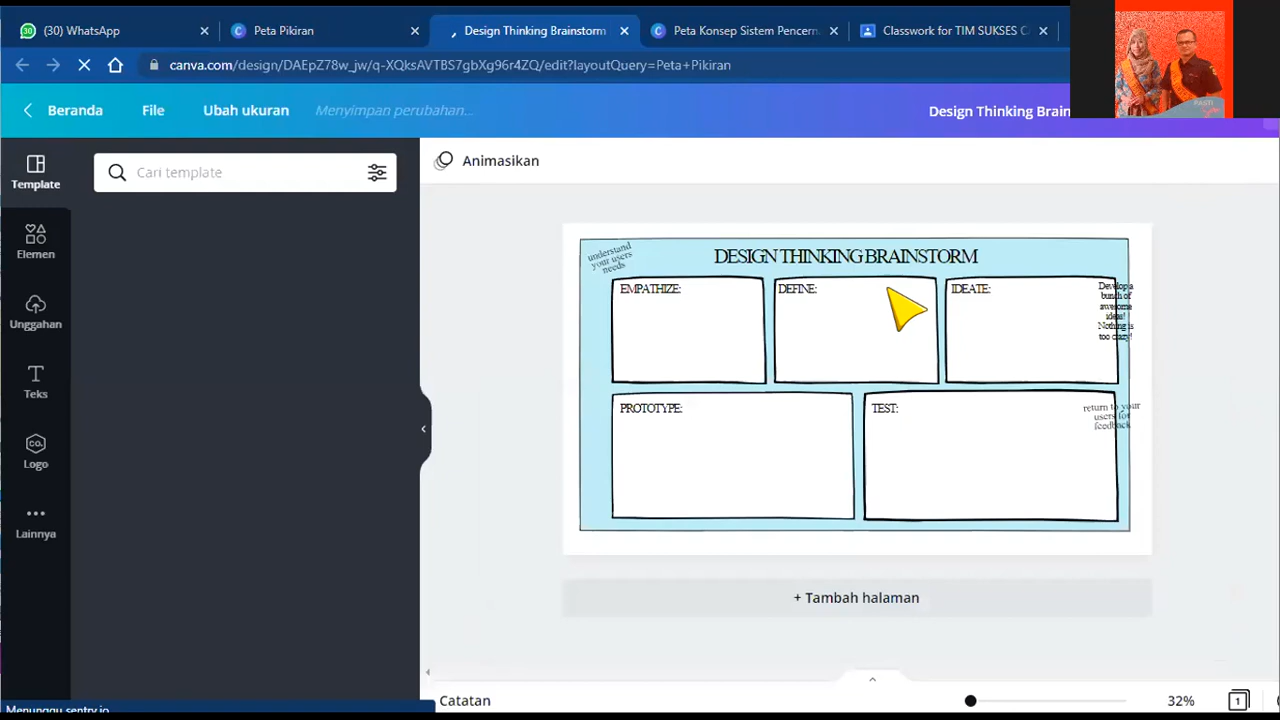 (30) WhatsApp
Peta Pikiran
Design Thinking Brainstorm
Peta Konsep Sistem Pencern
Classwork for TIM SUKSES C
canva.com/design/DAEpZ78w_jw/q-XQksAVTBS7gbXg96r4ZQ/edit?layoutQuery=Peta+Pikiran
Beranda
File
Ubah ukuran
Menyimpan perubahan...
Design Thinking Brain
PASTI
Template
Cari template
Animasikan
Elemen
Unggahan
Teks
CO.
Logo
Lainnya
understand
your users
needs
DESIGN THINKING BRAINSTORM
EMPATHIZE:
DEFINE:
IDEATE:
Develop a
bunch of
awesome
ideas!
Nothing is
too crazy!
PROTOTYPE:
TEST:
return to your
users for
feedback
+ Tambah halaman
Catatan
32%
1
Menunggu sentry.io